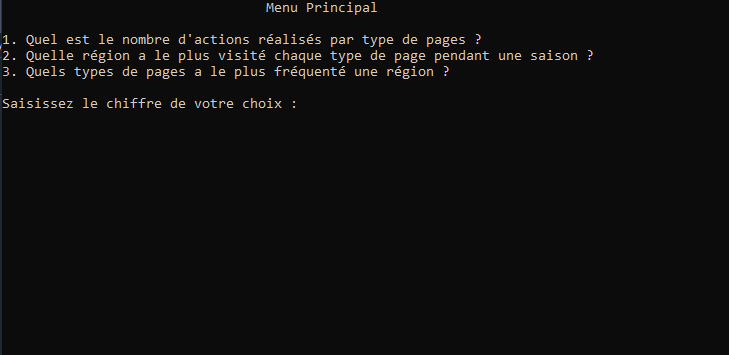 Menu Principal
1. Quel est le nombre d'actions réalisés par type de pages ?
2. Quelle région a le plus visité chaque type de page pendant une saison ?
3. Quels types de pages a le plus fréquenté une région ?
Saisissez le chiffre de votre choix :